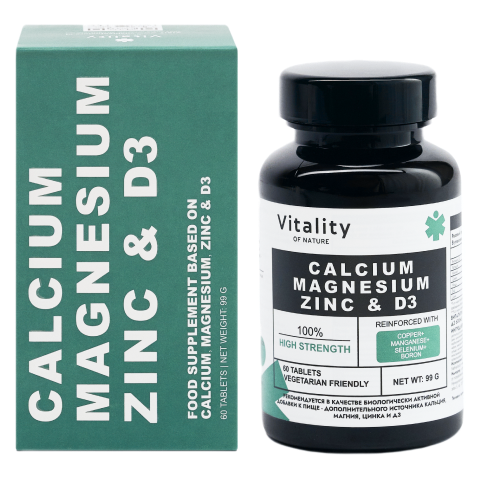 VITALITY
CALCIUM
MAGNESIUM
ZINC & D3
FOOD SUPPLEMENT BASED ON
CALCIUM, MAGNESIUM, ZINC & D3
60 TABLETS | NET WEIGHT: 99 G
Vitality
OF NATURE
CALCIUM
MAGNESIUM
ZINC & D3
100%
HIGH STRENGTH
REINFORCED WITH
COPPER+
MANGANESE+
SELENIUM+
BORON
60 TABLETS
VEGETARIAN FRIENDLY
NET WT: 99 G
РЕКОМЕНДУЕТСЯ В КАЧЕСТВЕ БИОЛОГИЧЕСКИ АКТИВНОЙ
ДОБАВКИ К ПИЩЕ - ДОПОЛНИТЕЛЬНОГО ИСТОЧНИКА КАЛЬЦИЯ,
МАГНИЯ, ЦИНКА И Д3